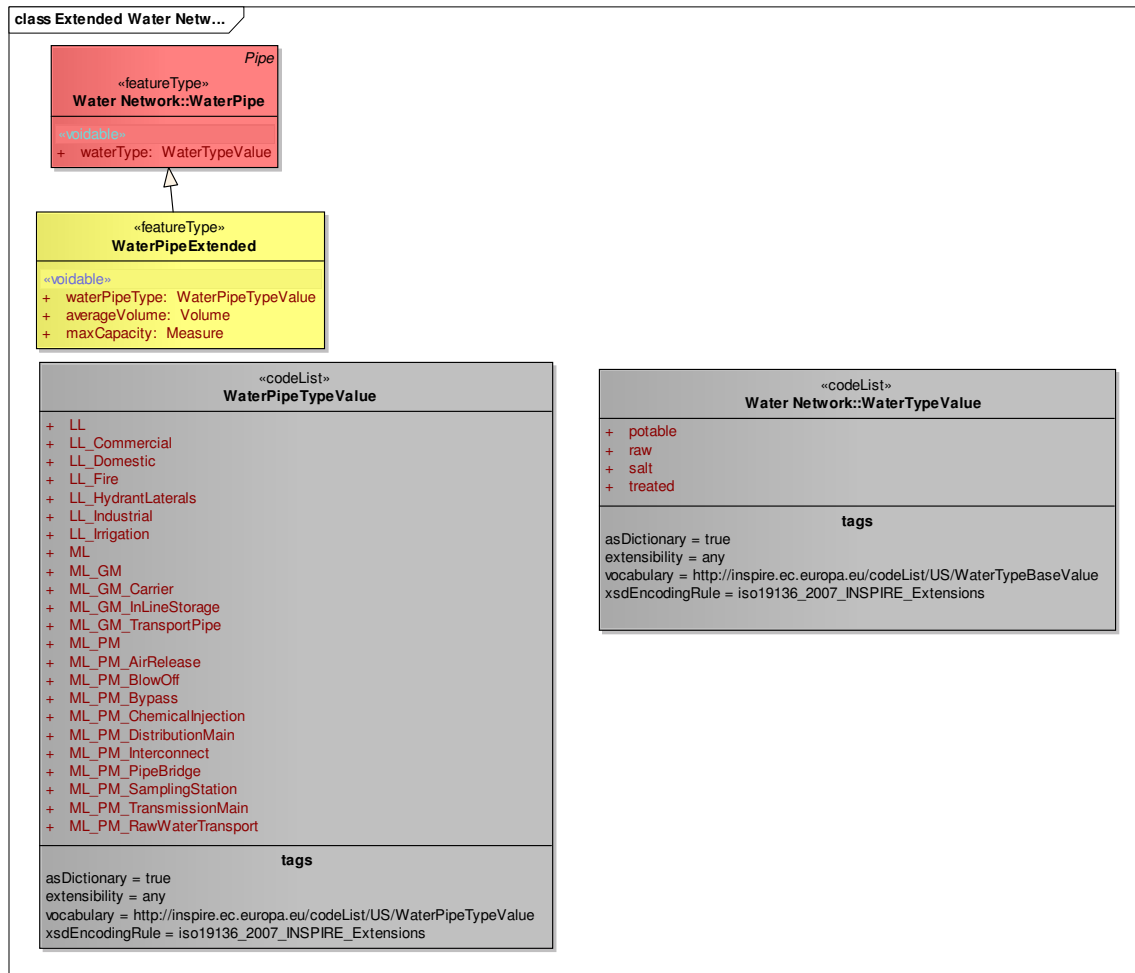 class Extended Water Netw...
Pipe
«featureType»
Water Network::WaterPipe
«voidable»
+ waterType: WaterTypeValue
«featureType»
WaterPipeExtended
«voidable»
+ waterPipeType: WaterPipeTypeValue
+ averageVolume: Volume
+ maxCapacity: Measure
«codeList»
WaterPipeTypeValue
+ LL
+ LL_Commercial
+ LL_Domestic
+ LL_Fire
+ LL_HydrantLaterals
+ LL_Industrial
+ LL_Irrigation
+ ML
+ ML_GM
+ ML_GM_Carrier
+ ML_GM_InLineStorage
+ ML_GM_TransportPipe
+ ML_PM
+ ML_PM_AirRelease
+ ML_PM_BlowOff
+ ML_PM_Bypass
+ ML_PM_ChemicalInjection
+ ML_PM_DistributionMain
+ ML_PM_Interconnect
+ ML_PM_PipeBridge
+ ML_PM_SamplingStation
+ ML_PM_TransmissionMain
+ ML_PM_RawWaterTransport
tags
asDictionary = true
extensibility = any
vocabulary = http://inspire.ec.europa.eu/codeList/US/WaterPipeTypeValue
xsdEncodingRule = iso19136_2007_INSPIRE_Extensions
«codeList»
Water Network::WaterTypeValue
+ potable
+ raw
+ salt
+ treated
tags
asDictionary = true
extensibility = any
vocabulary = http://inspire.ec.europa.eu/codeList/US/WaterTypeBaseValue
xsdEncodingRule = iso19136_2007_INSPIRE_Extensions